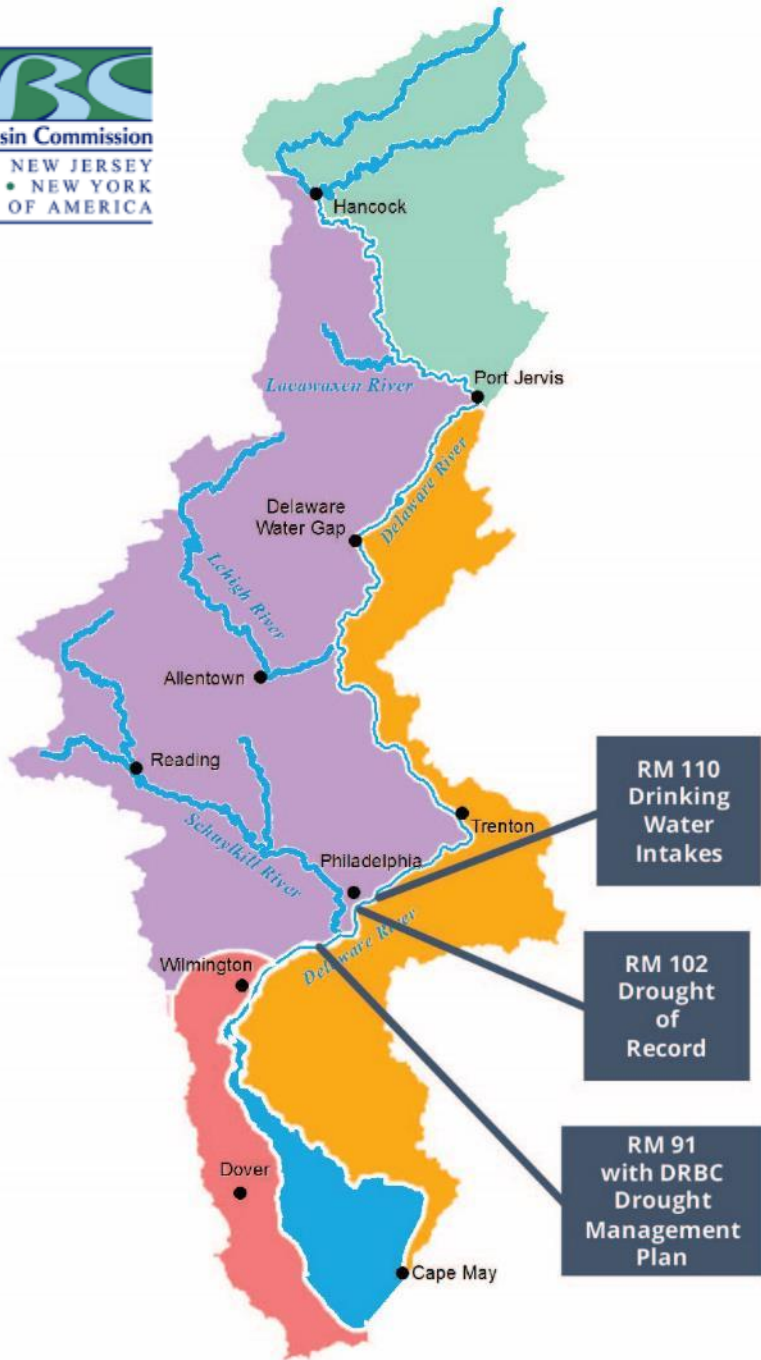 BC
sin Commission
NEW JERSEY
• NEW YORK
OF AMERICA
Hancock
Lacawaxen River
Port Jervis
Delaware River
Delaware
Water Gap
Lehigh River
Allentown
Reading
Trenton
Schuylkill River
Philadelphia
Delaware River
Wilmington
Dover
Cape May
RM 110
Drinking
Water
Intakes
RM 102
Drought
of
Record
RM 91
with DRBC
Drought
Management
Plan